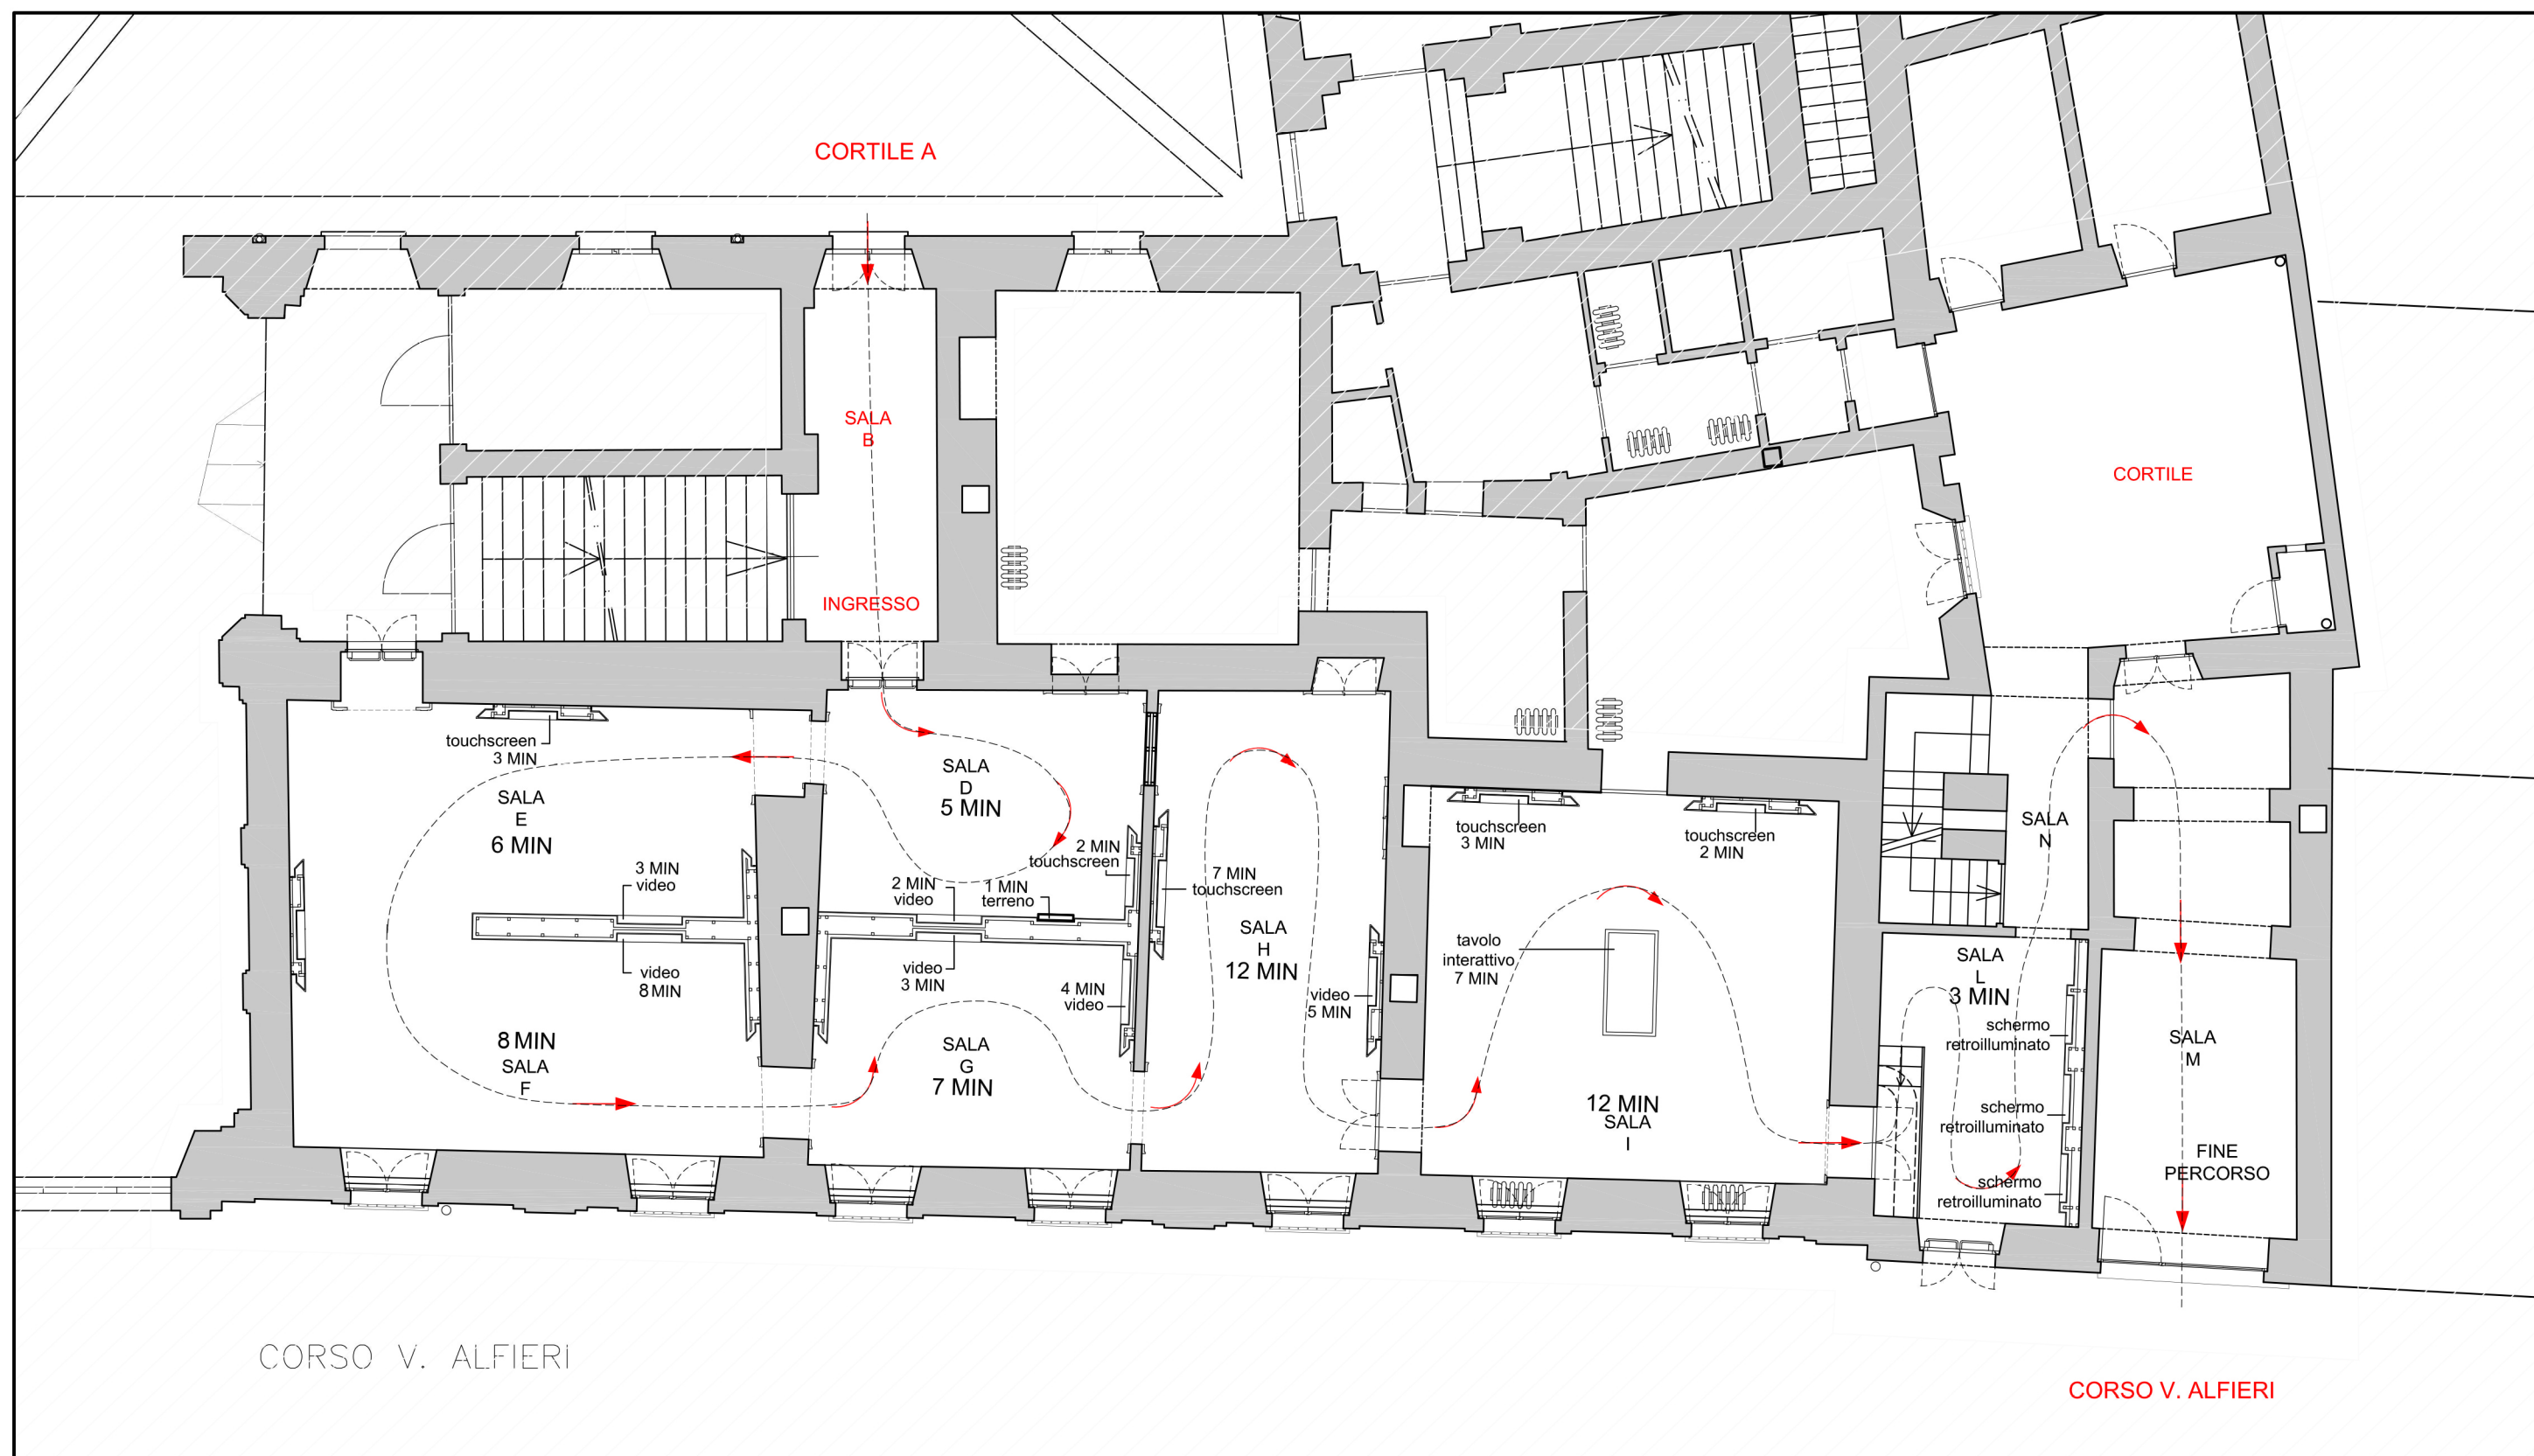 CORTILE A
SALA
B
INGRESSO
CORTILE
touchscreen
3 MIN
SALA
E
6 MIN
3 MIN
video
video
8 MIN
8 MIN
SALA
F
SALA
D
5 MIN
2 MIN
touchscreen
2 MIN
video
1 MIN
terreno
video
3 MIN
4 MIN
video
SALA
G
7 MIN
7 MIN
touchscreen
SALA
H
12 MIN
video
5 MIN
touchscreen
3 MIN
touchscreen
2 MIN
tavolo
interattivo
7 MIN
12 MIN
SALA
I
SALA
N
SALA
L
3 MIN
schermo
retroilluminato
schermo
retroilluminato
schermo
retroilluminato
SALA
M
FINE
PERCORSO
CORSO V. ALFIERI
CORSO V. ALFIERI